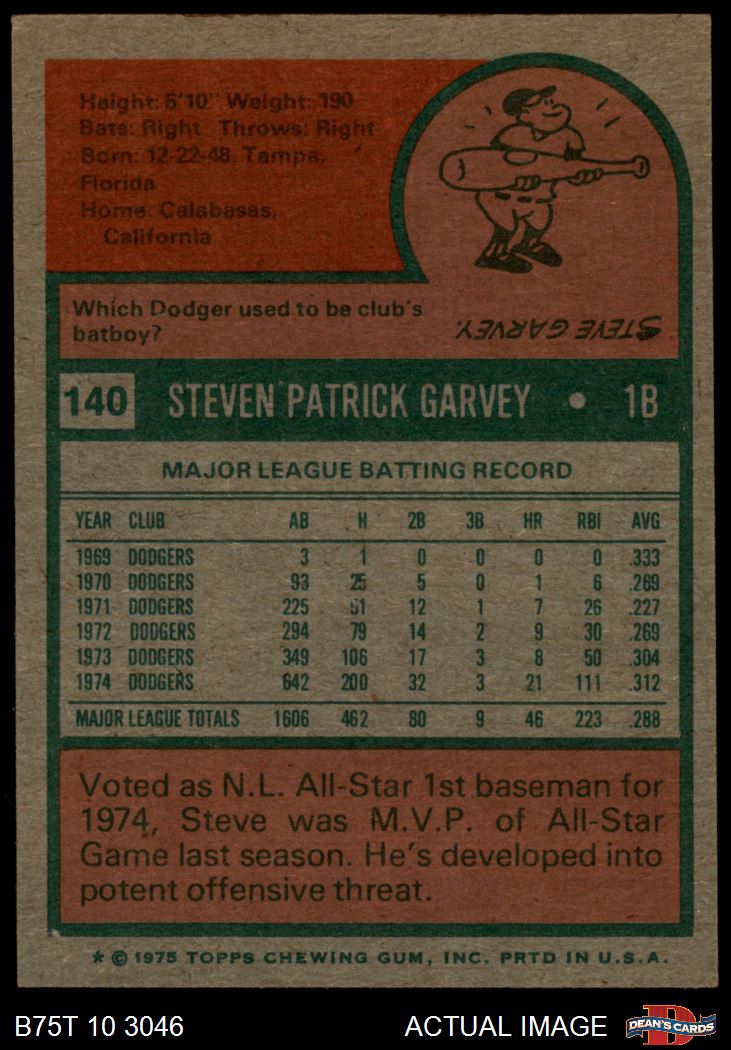 Height: 5'10" Weight: 190
Bats: Right Throws: Right
Born: 12-22-48, Tampa,
Florida
Home: Calabasas,
California
Which Dodger used to be club's
batboy?
STEVE GARVEY.
140 STEVEN PATRICK GARVEY • 1B
MAJOR LEAGUE BATTING RECORD
YEAR CLUB AB H 2B 3B HR RBI AVG
1969 DODGERS 3 1 0 0 0 0 .333
1970 DODGERS 93 25 5 0 1 6 .269
1971 DODGERS 225 51 12 1 7 26 .227
1972 DODGERS 294 79 14 2 9 30 .269
1973 DODGERS 349 106 17 3 8 50 .304
1974 DODGERS 642 200 32 3 21 111 .312
MAJOR LEAGUE TOTALS 1606 462 80 9 46 223 .288
Voted as N.L. All-Star 1st baseman for
1974, Steve was M.V.P. of All-Star
Game last season. He's developed into
potent offensive threat.
* © 1975 TOPPS CHEWING GUM, INC. PRTD IN U.S.A.
B75T 10 3046 ACTUAL IMAGE D DEAN'S CARDS
.COM